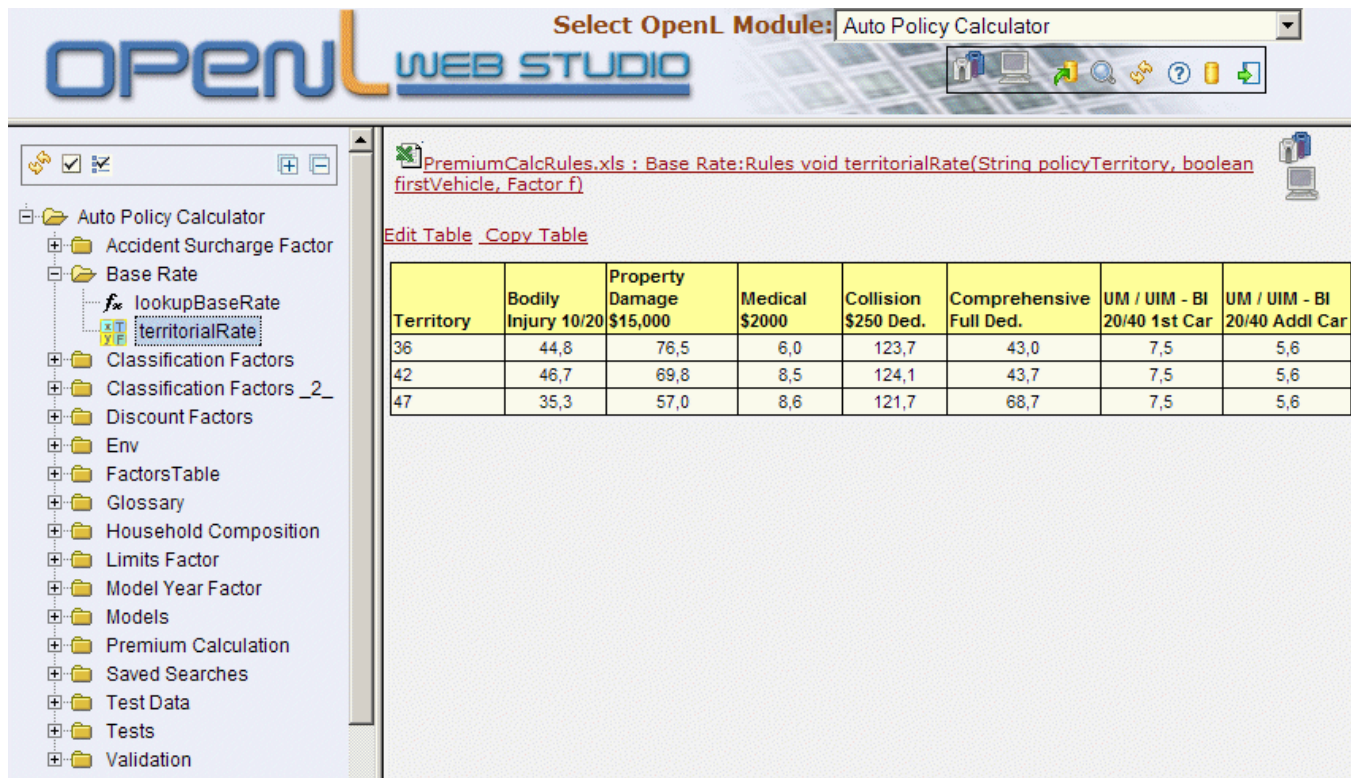 Select OpenL Module: Auto Policy Calculator
OPENL WEB STUDIO
PremiumCalcRules.xls : Base Rate:Rules void territorialRate(String policyTerritory, boolean
firstVehicle, Factor f)
Edit Table Copy Table
Auto Policy Calculator
Accident Surcharge Factor
Base Rate
lookupBaseRate
territorialRate
Classification Factors
Classification Factors _2_
Discount Factors
Env
FactorsTable
Glossary
Household Composition
Limits Factor
Model Year Factor
Models
Premium Calculation
Saved Searches
Test Data
Tests
Validation
Property
Bodily Damage Medical Collision Comprehensive UM / UIM - BI UM / UIM - BI
Territory Injury 10/20 $15,000 $2000 $250 Ded. Full Ded. 20/40 1st Car 20/40 Addl Car
36 44,8 76,5 6,0 123,7 43,0 7,5 5,6
42 46,7 69,8 8,5 124,1 43,7 7,5 5,6
47 35,3 57,0 8,6 121,7 68,7 7,5 5,6